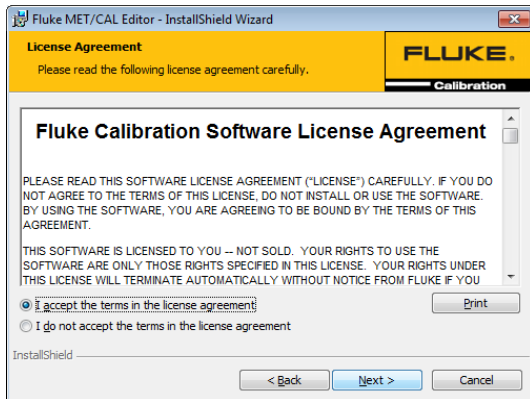 Fluke MET/CAL Editor - InstallShield Wizard
License Agreement
Please read the following license agreement carefully.
FLUKE®
Calibration
Fluke Calibration Software License Agreement
PLEASE READ THIS SOFTWARE LICENSE AGREEMENT (“LICENSE”) CAREFULLY. IF YOU DO
NOT AGREE TO THE TERMS OF THIS LICENSE, DO NOT INSTALL OR USE THE SOFTWARE.
BY USING THE SOFTWARE, YOU ARE AGREEING TO BE BOUND BY THE TERMS OF THIS
AGREEMENT.
THIS SOFTWARE IS LICENSED TO YOU -- NOT SOLD. YOUR RIGHTS TO USE THE
SOFTWARE ARE ONLY THOSE RIGHTS SPECIFIED IN THIS LICENSE. YOUR RIGHTS UNDER
THIS LICENSE WILL TERMINATE AUTOMATICALLY WITHOUT NOTICE FROM FLUKE IF YOU
I accept the terms in the license agreement
Print
I do not accept the terms in the license agreement
InstallShield
< Back
Next >
Cancel